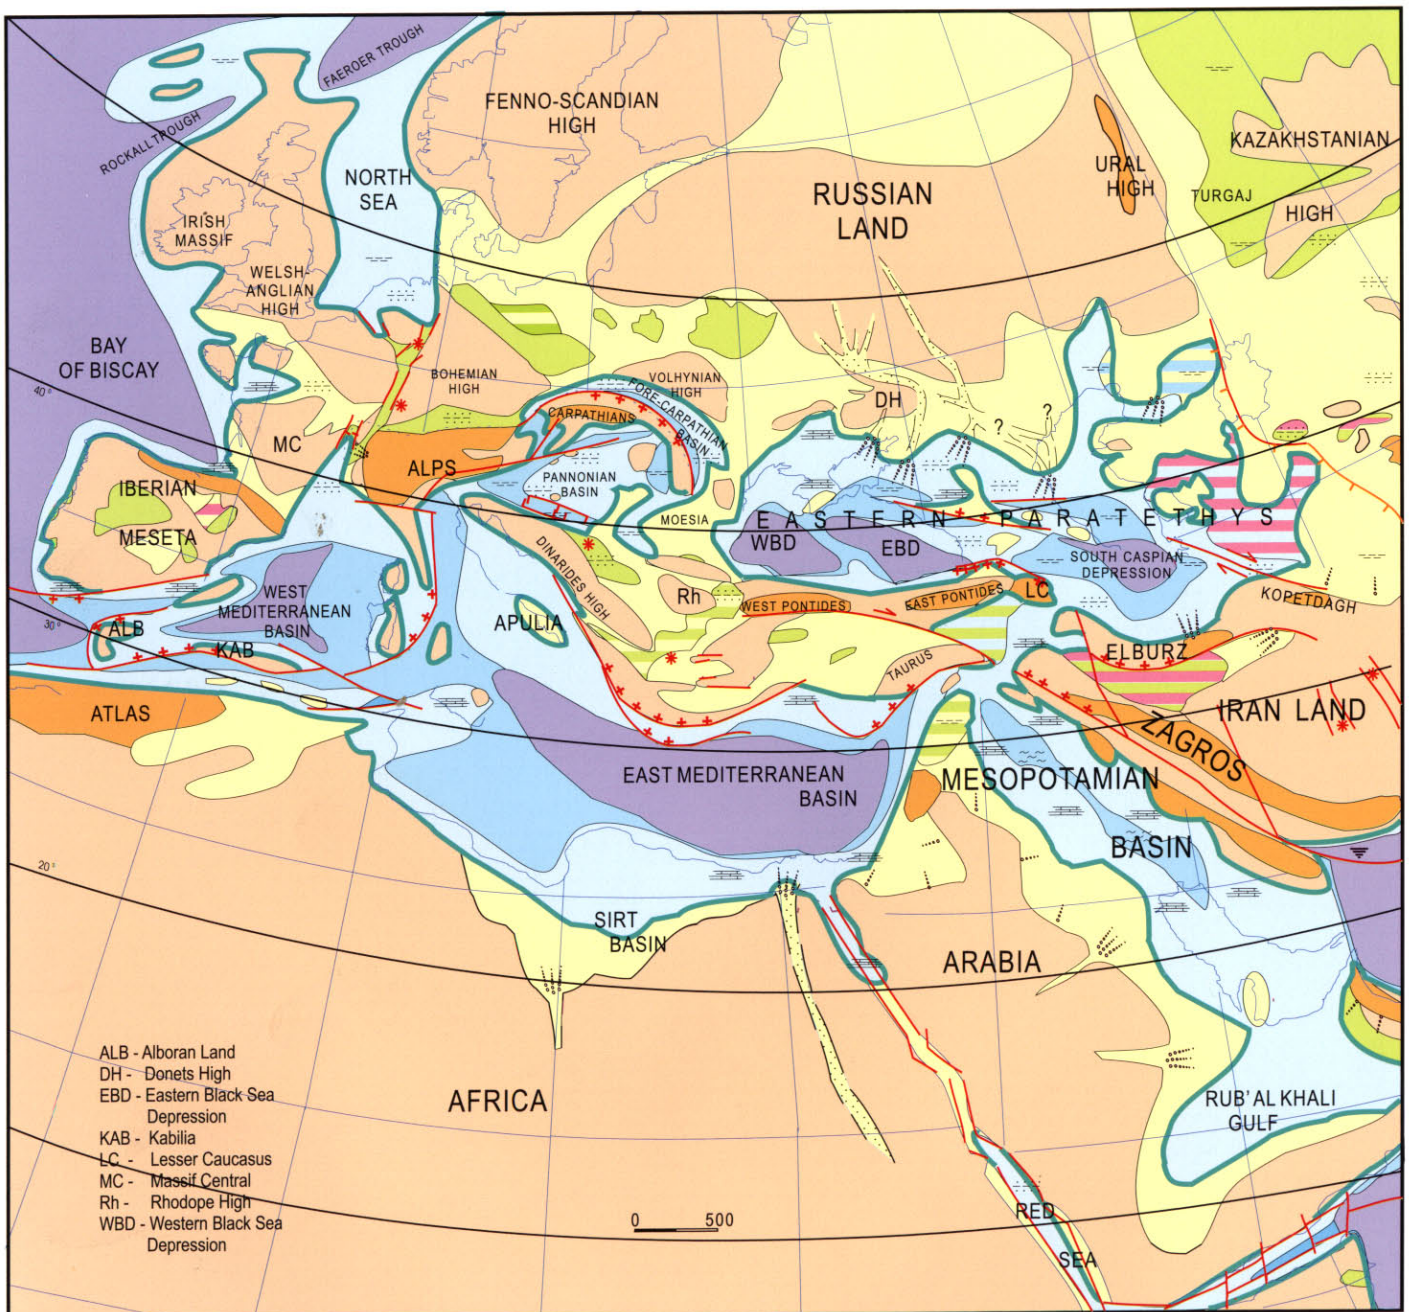 FAEROER TROUGH
FENNO-SCANDIAN
HIGH
ROCKALL TROUGH
KAZAKHSTANIAN
HIGH
URAL
HIGH
TURGAJ
NORTH
SEA
RUSSIAN
LAND
IRISH
MASSIF
WELSH-
ANGLIAN
HIGH
BAY
OF BISCAY
BOHEMIAN
HIGH
VOLHYNIAN
HIGH
FORE-CARPATHIAN
BASIN
CARPATHIANS
DH
?
?
40°
MC
ALPS
PANNONIAN
BASIN
IBERIAN
MESETA
MOESIA
EASTERN PARATETHYS
WBD
EBD
SOUTH CASPIAN
DEPRESSION
DINARIDES HIGH
WEST
MEDITERRANEAN
BASIN
Rh
WEST PONTIDES
EAST PONTIDES
LC
KOPETDAGH
APULIA
30°
ALB
KAB
ELBURZ
TAURUS
ATLAS
IRAN LAND
ZAGROS
EAST MEDITERRANEAN
BASIN
MESOPOTAMIAN
BASIN
20°
SIRT
BASIN
ARABIA
AFRICA
RUB' AL KHALI
GULF
RED
SEA
ALB - Alboran Land
DH - Donets High
EBD - Eastern Black Sea
Depression
KAB - Kabilia
LC - Lesser Caucasus
MC - Massif Central
Rh - Rhodope High
WBD - Western Black Sea
Depression
0 500